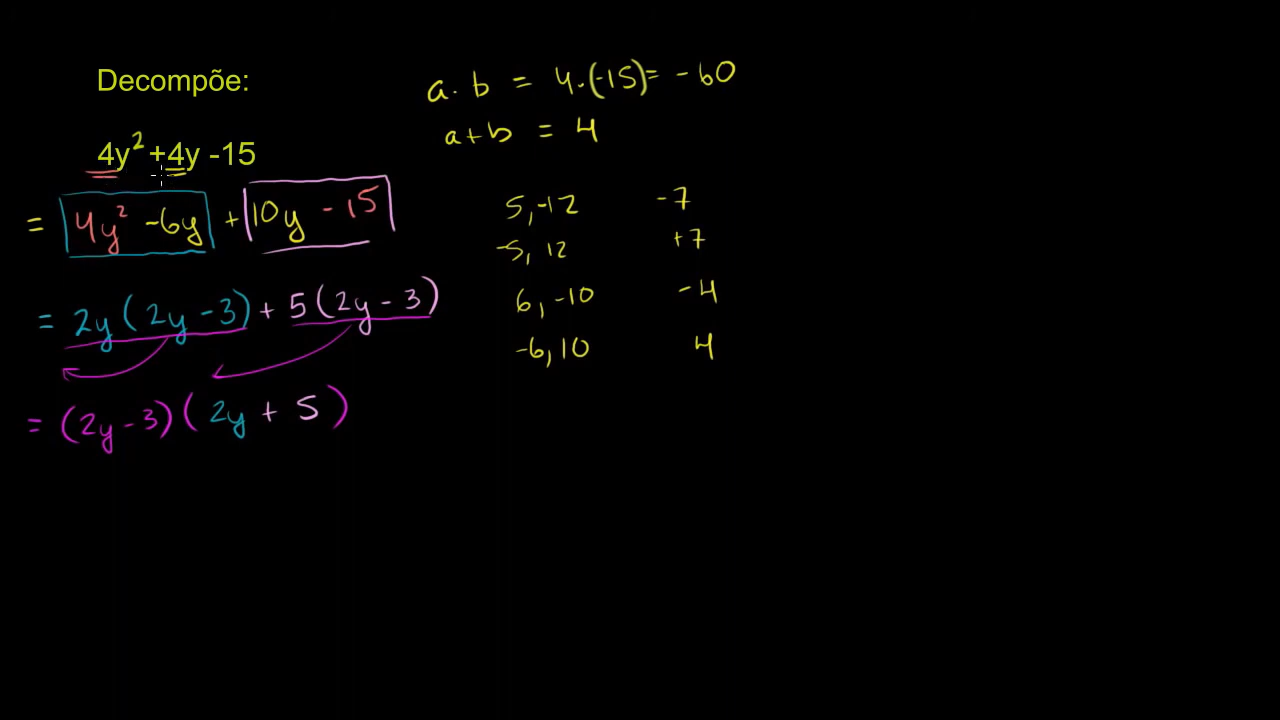 Decompõe:
4y² +4y -15
= 4y² -6y + 10y - 15
= 2y(2y - 3) + 5(2y - 3)
= (2y - 3)(2y + 5)
a · b = 4·(-15) = -60
a + b = 4
5, -12 -7
-5, 12 +7
6, -10 -4
-6, 10 4